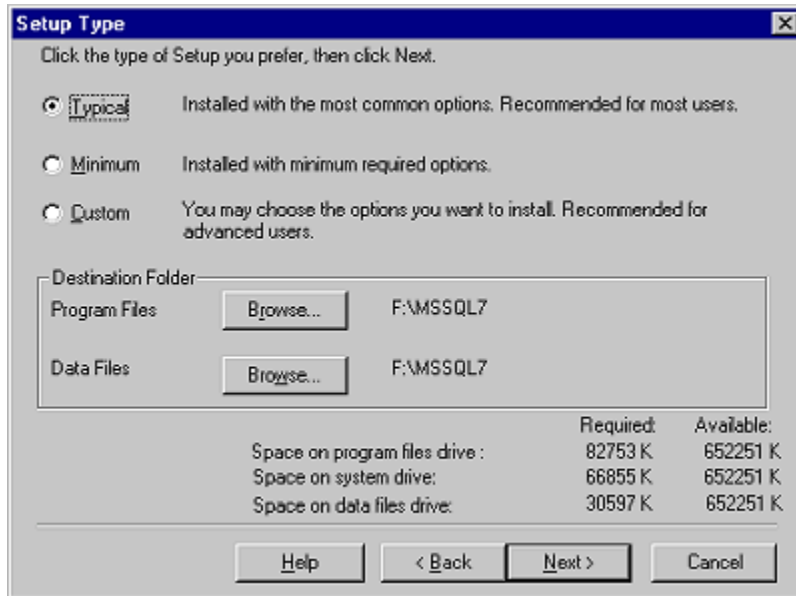 Setup Type
Click the type of Setup you prefer, then click Next.
Typical Installed with the most common options. Recommended for most users.
Minimum Installed with minimum required options.
Custom You may choose the options you want to install. Recommended for
advanced users.
Destination Folder
Program Files Browse... F:\MSSQL7
Data Files Browse... F:\MSSQL7
Required: Available:
Space on program files drive : 82753 K 652251 K
Space on system drive: 66855 K 652251 K
Space on data files drive: 30597 K 652251 K
Help < Back Next > Cancel